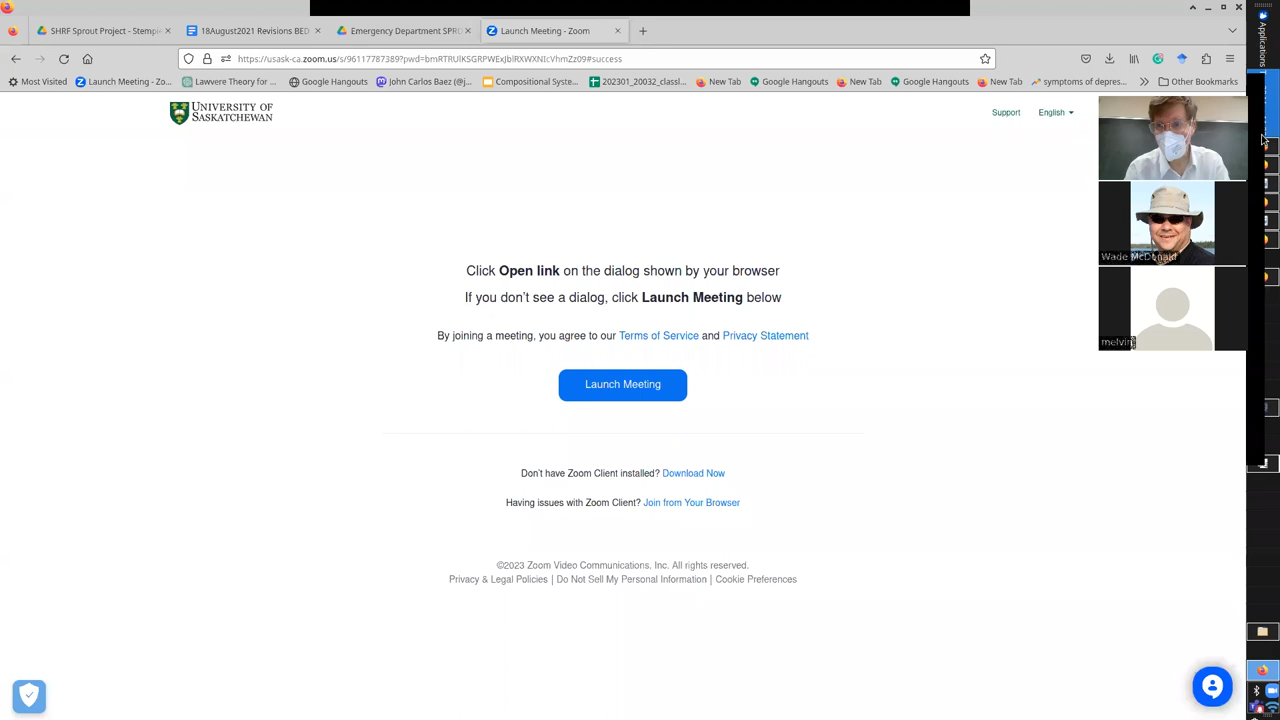 SHRF Sprout Project - Stempie
18August2021 Revisions BED
Emergency Department SPRD
Launch Meeting - Zoom
https://usask-ca.zoom.us/s/96117787389?pwd=brnRTRUlKSGRPWExJblRXWXNIcVhmZz09#success
Most Visited
Launch Meeting - Zo...
Lawvere Theory for ...
Google Hangouts
John Carlos Baez (@j...
Compositional Syste...
202301_20032_classl...
New Tab
Google Hangouts
New Tab
Google Hangouts
New Tab
symptoms of depres...
Other Bookmarks
Applications
UNIVERSITY OF
SASKATCHEWAN
Support
English
Click Open link on the dialog shown by your browser
If you don't see a dialog, click Launch Meeting below
By joining a meeting, you agree to our Terms of Service and Privacy Statement
Launch Meeting
Don't have Zoom Client installed? Download Now
Having issues with Zoom Client? Join from Your Browser
©2023 Zoom Video Communications, Inc. All rights reserved.
Privacy & Legal Policies | Do Not Sell My Personal Information | Cookie Preferences
Wade McDonald
melvin